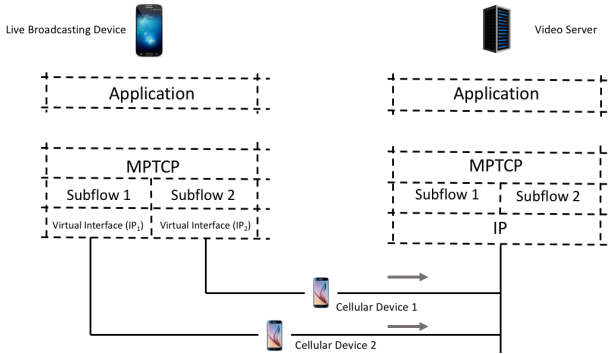 Live Broadcasting Device
Video Server
Application
Application
MPTCP
MPTCP
Subflow 1
Subflow 2
Subflow 1
Subflow 2
Virtual Interface (IP₁)
Virtual Interface (IP₂)
IP
Cellular Device 1
Cellular Device 2